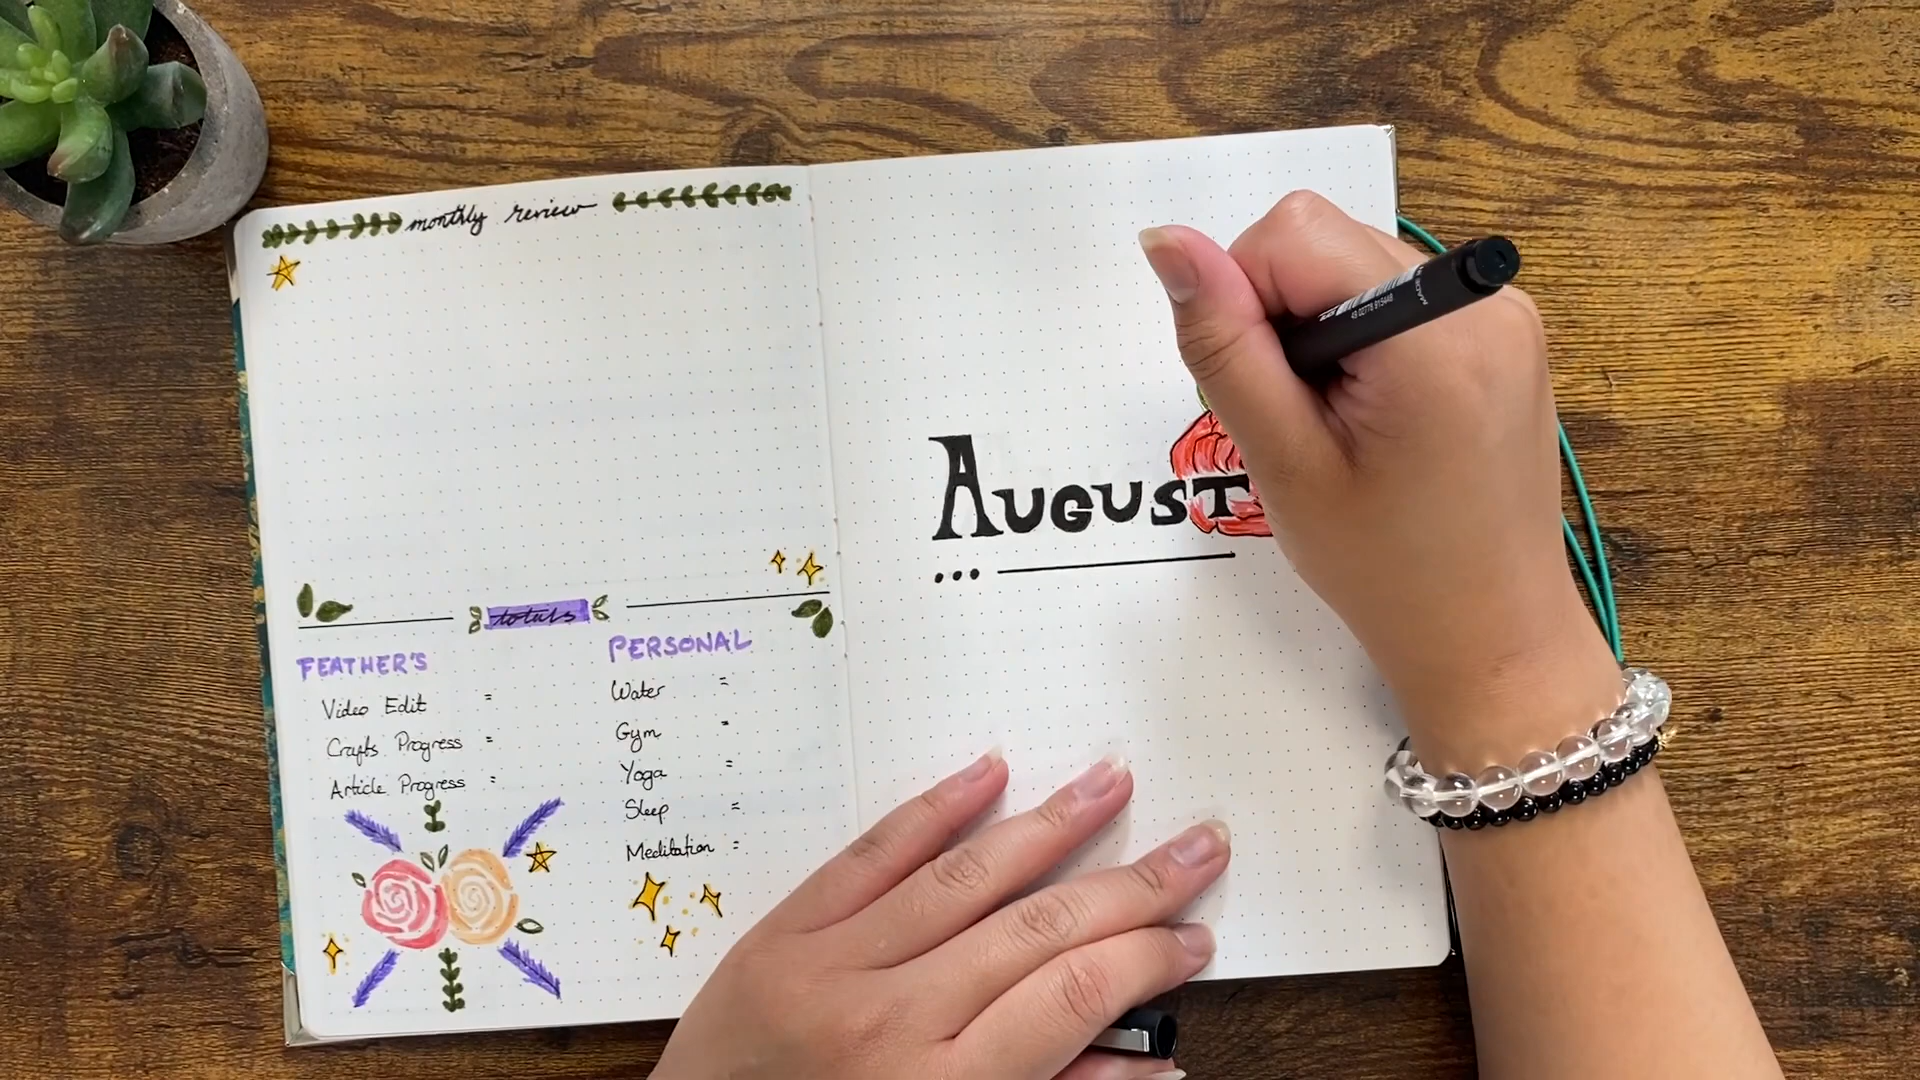 monthly review
totals
FEATHER'S
Video Edit =
Crafts Progress =
Article Progress =
PERSONAL
Water =
Gym =
Yoga =
Sleep =
Meditation =
AUGUST